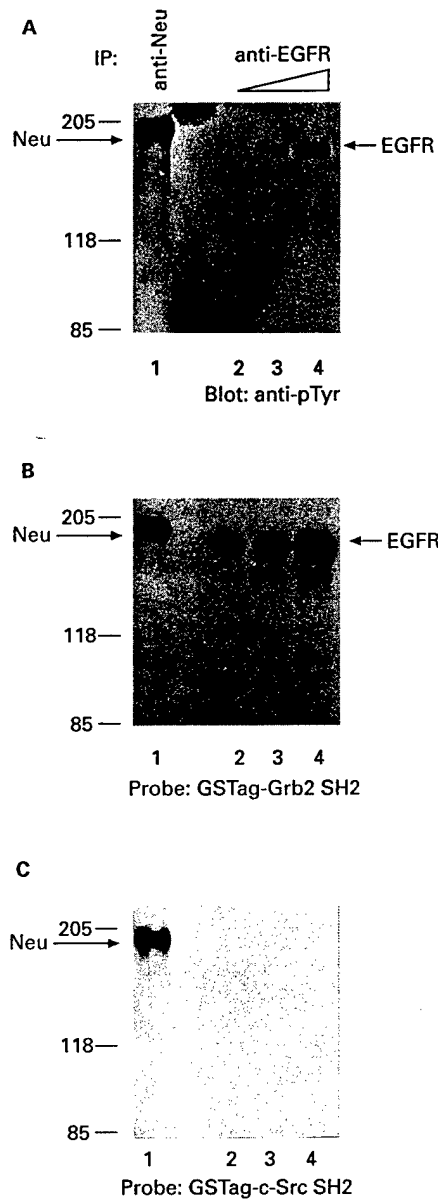 A
IP:
anti-Neu
anti-EGFR
205
Neu
EGFR
118
85
1 2 3 4
Blot: anti-pTyr
B
205
Neu
EGFR
118
85
1 2 3 4
Probe: GSTag-Grb2 SH2
C
205
Neu
118
85
1 2 3 4
Probe: GSTag-c-Src SH2